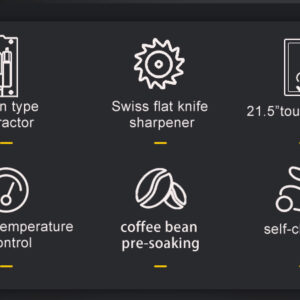 n type
ractor
Swiss flat knife
sharpener
21.5"tou
temperature
ontrol
coffee bean
pre-soaking
self-c